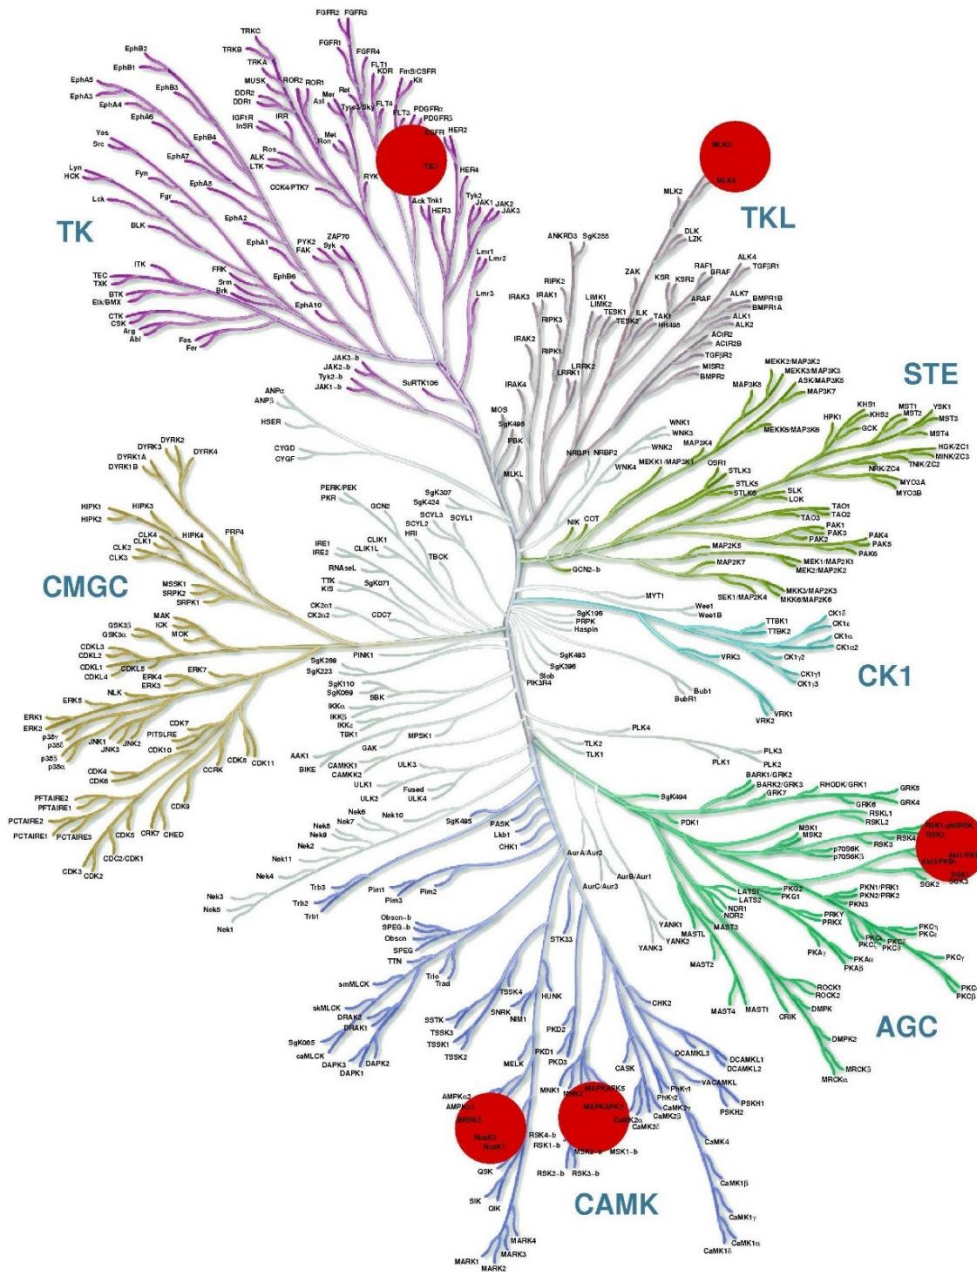 FGFR2 FGFR3
TRKC
FGFR1
TRKB
FGFR4
EphB2
TRKA
FLT1
EphB1
KDR
MUSK
ROR2
ROR1
Fms/CSFR
Kit
EphA5
EphB3
DDR2
Mer
Ret
EphA3
DDR1
Axl
Tyro3/Sky
FLT4
EphA4
IGF1R
IRR
FLT3
PDGFRα
EphA6
InSR
Met
PDGFRβ
Yes
Ron
EGFR
HER2
Src
EphB4
Ros
MLK3
EphA7
ALK
TIE1
Lyn
LTK
RYK
HER4
HCK
Fyn
EphA8
CCK4/PTK7
MLK4
Tyk2
MLK2
Fgr
JAK1
Lck
Ack
Tnk1
JAK2
JAK3
HER3
TKL
EphA2
TK
BLK
EphA1
PYK2
ZAP70
FAK
Syk
Lmr1
Lmr2
DLK
LZK
ANKRD3
SgK288
ITK
FRK
EphB6
TEC
TXK
Srm
Brk
BTK
Etk/BMX
EphA10
Lmr3
CTK
CSK
Arg
Abl
Fes
Fer
ZAK
KSR
KSR2
RAF1
BRAF
ARAF
ALK4
TGFβR1
RIPK2
IRAK3
IRAK1
LIMK1
LIMK2
TESK1
TESK2
ILK
TAK1
HH498
ALK7
BMPR1B
BMPR1A
ALK1
ALK2
RIPK3
IRAK2
RIPK1
LRRK2
LRRK1
ACTR2
ACTR2B
TGFβR2
MISR2
BMPR2
IRAK4
JAK3~b
JAK2~b
Tyk2~b
JAK1~b
SuRTK106
ANPα
ANPβ
HSER
CYGD
CYGF
MOS
SgK496
PBK
MLKL
NRBP1
NRBP2
WNK1
WNK3
WNK2
WNK4
MEKK2/MAP3K2
MEKK3/MAP3K3
ASK/MAP3K5
MAP3K8
MAP3K7
MEKK6/MAP3K6
MAP3K4
MEKK1/MAP3K1
STE
KHS1
HPK1
KHS2
GCK
MST1
MST2
YSK1
MST3
MST4
HGK/ZC1
MINK/ZC3
TNIK/ZC2
NRK/ZC4
MYO3A
MYO3B
OSR1
STLK3
STLK5
STLK6
SLK
LOK
TAO1
TAO2
TAO3
PAK1
PAK3
PAK2
PAK4
PAK5
PAK6
NIK
COT
GCN2~b
MAP2K5
MAP2K7
MEK1/MAP2K1
MEK2/MAP2K2
MKK3/MAP2K3
MKK6/MAP2K6
SEK1/MAP2K4
DYRK2
DYRK3
DYRK1A
DYRK1B
DYRK4
PERK/PEK
PKR
SgK307
SgK424
GCN2
SCYL3
SCYL2
SCYL1
HRI
HIPK1
HIPK3
HIPK2
CLK4
CLK1
CLK2
CLK3
HIPK4
PRP4
IRE1
IRE2
CLIK1
CLIK1L
TBCK
RNAseL
TTK
KIS
SgK071
CMGC
MSSK1
SRPK2
SRPK1
CK2α1
CK2α2
CDC7
MYT1
Wee1
Wee1B
SgK196
PRPK
Haspin
TTBK1
TTBK2
CK1δ
CK1ε
CK1α
CK1α2
MAK
ICK
MOK
GSK3β
GSK3α
CDKL3
CDKL2
CDKL1
CDKL5
CDKL4
ERK7
ERK4
ERK3
NLK
ERK5
PINK1
SgK269
SgK223
SgK493
SgK396
Slob
PIK3R4
VRK3
CK1γ2
CK1γ1
CK1γ3
CK1
Bub1
BubR1
VRK1
VRK2
SgK110
SgK069
SBK
IKKα
IKKβ
IKKε
TBK1
MPSK1
GAK
AAK1
BIKE
CAMKK1
CAMKK2
ULK3
ULK1
ULK2
Fused
ULK4
ERK1
ERK2
p38γ
p38δ
p38β
p38α
JNK1
JNK2
JNK3
CDK7
PITSLRE
CDK10
CDK8
CDK11
CCRK
CDK4
CDK6
PFTAIRE2
PFTAIRE1
PCTAIRE2
PCTAIRE1
PCTAIRE3
CDK9
CDK5
CRK7
CHED
CDC2/CDK1
CDK3
CDK2
PLK4
TLK2
TLK1
PLK1
PLK3
PLK2
Nek6
Nek7
Nek10
Nek9
Nek2
Nek11
Nek4
Nek3
Nek5
Nek1
SgK495
PASK
Lkb1
CHK1
SgK494
PDK1
BARK1/GRK2
BARK2/GRK3
GRK7
RHODK/GRK1
GRK5
GRK6
GRK4
RSKL1
RSKL2
MSK1
MSK2
RSK3
RSK4
p70S6K
p70S6Kβ
SGK2
SGK3
Trb3
Trb2
Trb1
Pim1
Pim2
Pim3
AurA/Aur2
AurB/Aur1
AurC/Aur3
YANK1
YANK2
YANK3
LATS1
LATS2
NDR1
NDR2
MASTL
MAST3
MAST2
MAST4
MAST1
PKG2
PKG1
PRKY
PRKX
PKAγ
PKAα
PKAβ
PKN1/PRK1
PKN2/PRK2
PKN3
PKCη
PKCε
PKCγ
ROCK1
ROCK2
DMPK
CRIK
DMPK2
MRCKβ
MRCKα
AGC
Obscn~b
SPEG~b
Obscn
SPEG
TTN
smMLCK
Trio
Trad
STK33
skMLCK
DRAK2
DRAK1
SgK085
caMLCK
DAPK3
DAPK2
DAPK1
TSSK4
SSTK
SNRK
NIM1
HUNK
TSSK3
TSSK1
TSSK2
CHK2
MELK
PKD2
PKD1
PKD3
MNK1
MNK2
CASK
DCAMKL3
DCAMKL1
DCAMKL2
VACAMKL
PhKγ1
PhKγ2
PSKH1
PSKH2
MAPKAPK5
MAPKAPK2
CaMK2γ
CaMK2α
CaMK2β
CaMK2δ
AMPKα2
AMPKα1
BRSK2
NuaK2
NuaK1
RSK4~b
RSK1~b
MSK2~b
MSK1~b
RSK2~b
RSK3~b
QSK
SIK
QIK
CaMK4
CaMK1β
CaMK1γ
CaMK1α
CaMK1δ
MARK4
MARK1
MARK3
MARK2
CAMK